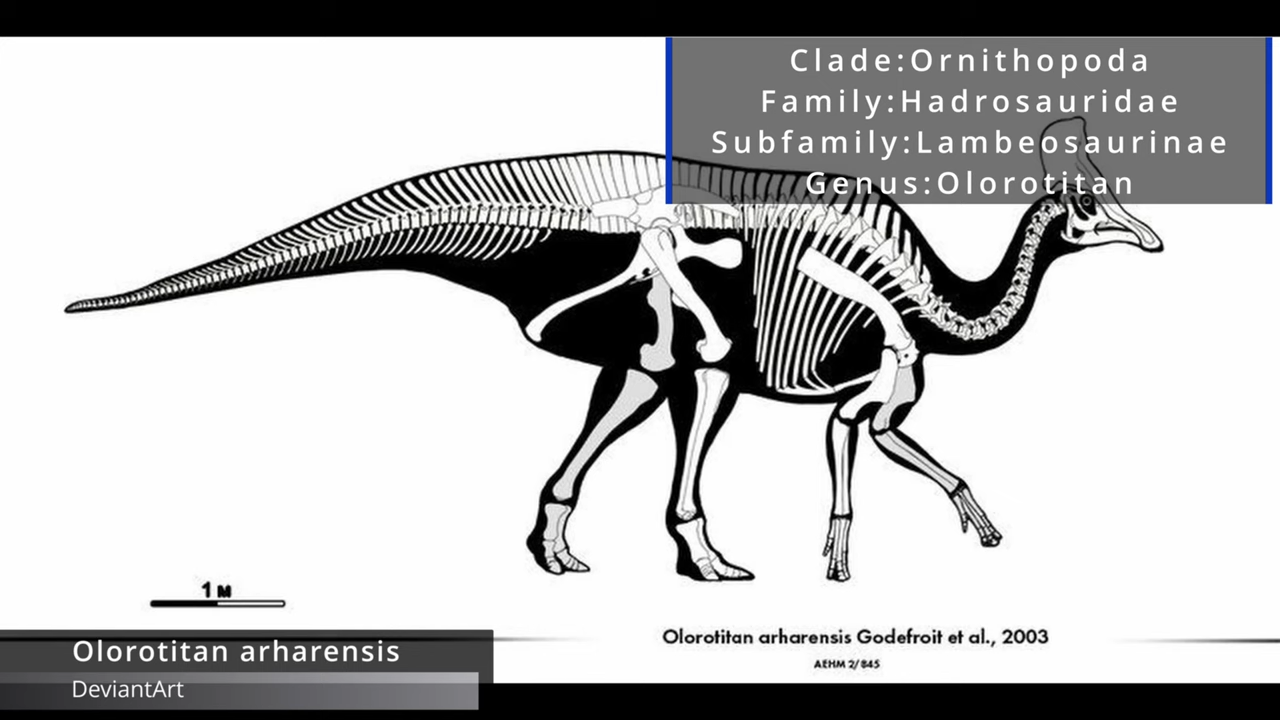 Clade:Ornithopoda
Family:Hadrosauridae
Subfamily:Lambeosaurinae
Genus:Olorotitan
1 M
Olorotitan arharensis Godefroit et al., 2003
AEHM 2/845
Olorotitan arharensis
DeviantArt